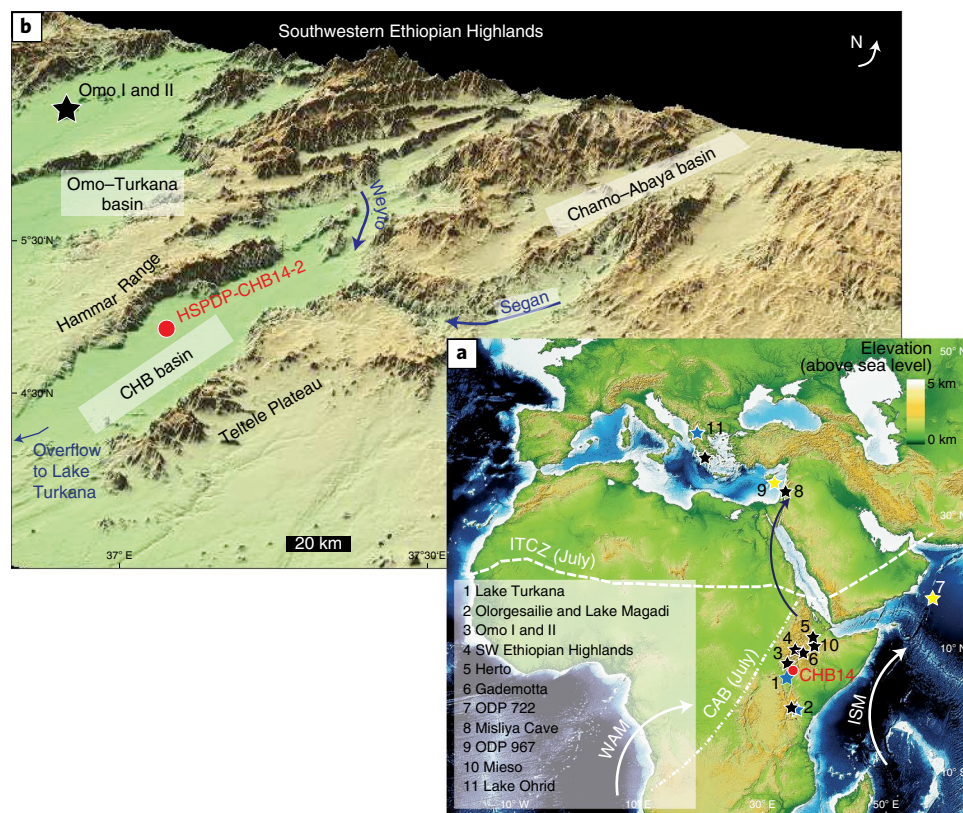 b
Southwestern Ethiopian Highlands
N
Omo I and II
Omo–Turkana
basin
Weyto
Chamo–Abaya basin
5°30'N
Hammar Range
HSPDP-CHB14-2
Segan
CHB basin
4°30'N
Teltele Plateau
Overflow
to Lake
Turkana
20 km
37° E
37°30'E
a
Elevation
(above sea level)
50° N
5 km
0 km
11
9
8
30° N
ITCZ (July)
7
1 Lake Turkana
2 Olorgesailie and Lake Magadi
3 Omo I and II
4 SW Ethiopian Highlands
5 Herto
6 Gademotta
7 ODP 722
8 Misliya Cave
9 ODP 967
10 Mieso
11 Lake Ohrid
5
4
10
10° N
3
6
CHB14
1
CAB (July)
2
WAM
ISM
10° S
10° W
10° E
30° E
50° E